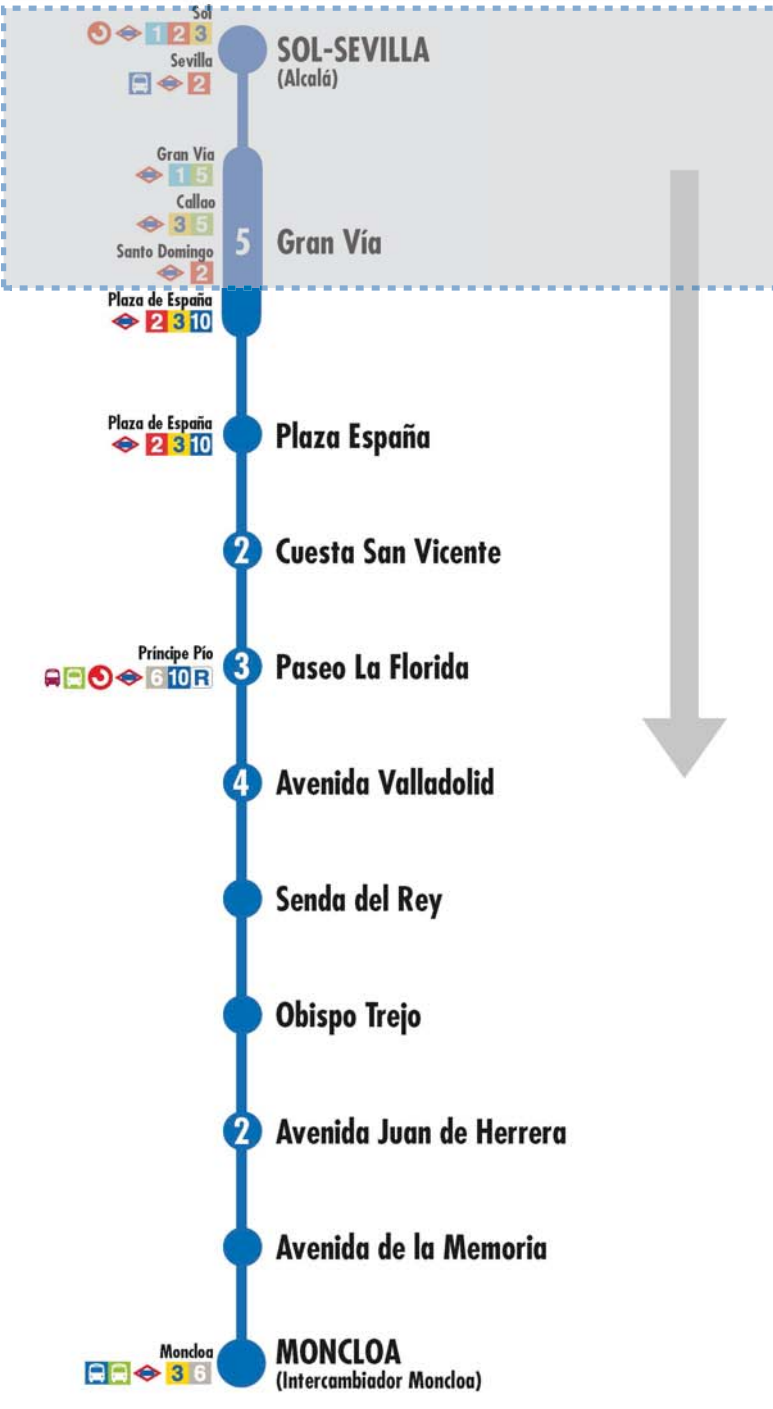 Sol
1 2 3
SOL-SEVILLA
(Alcalá)
Sevilla
2
Gran Vía
1 5
Callao
3 5
5
Gran Vía
Santo Domingo
2
Plaza de España
2 3 10
Plaza de España
2 3 10
Plaza España
2
Cuesta San Vicente
Príncipe Pío
6 10 R
3
Paseo La Florida
4
Avenida Valladolid
Senda del Rey
Obispo Trejo
2
Avenida Juan de Herrera
Avenida de la Memoria
Moncloa
3 6
MONCLOA
(Intercambiador Moncloa)